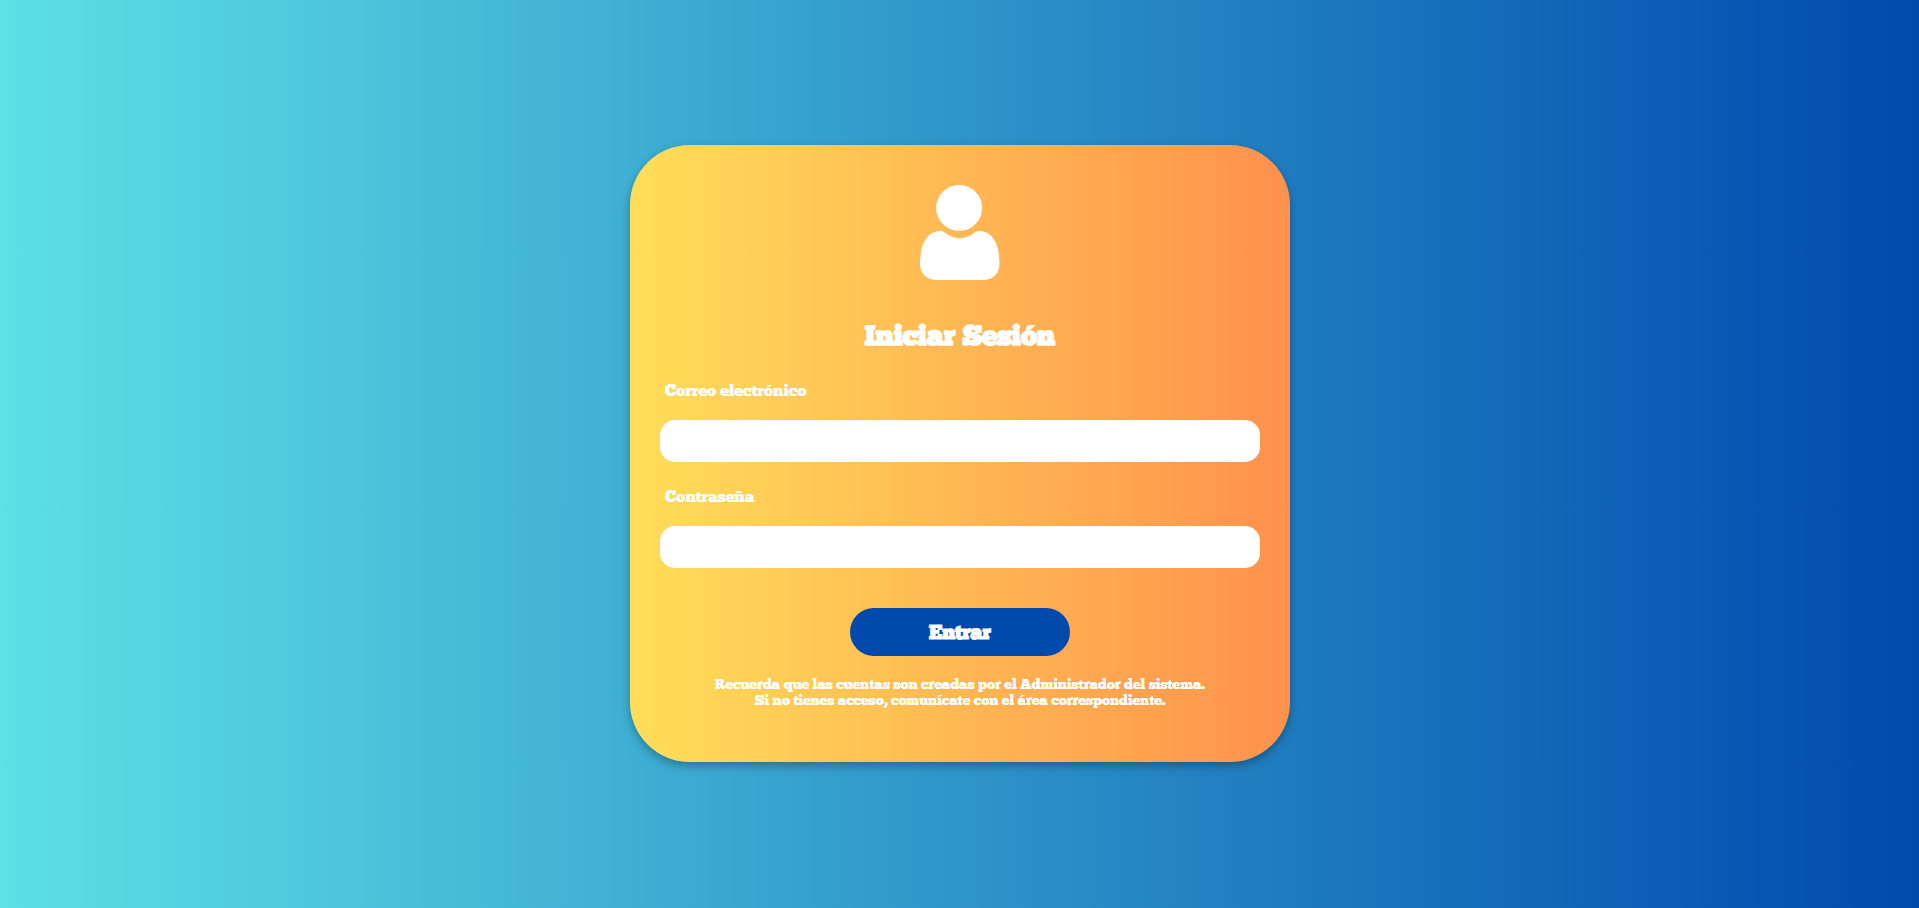 Iniciar Sesión
Correo electrónico
Contraseña
Entrar
Recuerda que las cuentas son creadas por el Administrador del sistema.
Si no tienes acceso, comunícate con el área correspondiente.